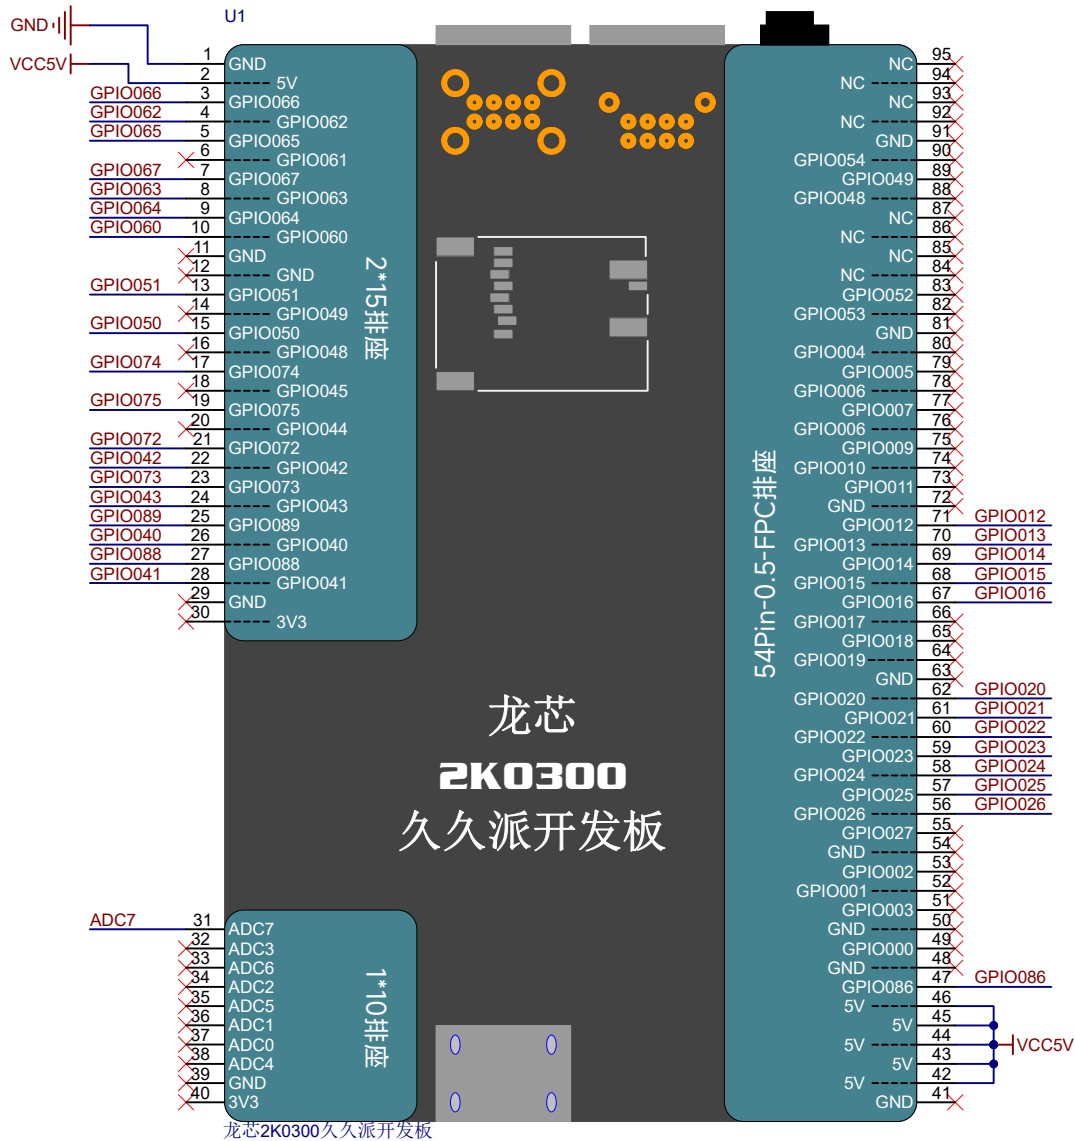 U1
GND
VCC5V
1 GND
2 5V
GPIO066 3 GPIO066
GPIO062 4 GPIO062
GPIO065 5 GPIO065
6 GPIO061
GPIO067 7 GPIO067
GPIO063 8 GPIO063
GPIO064 9 GPIO064
GPIO060 10 GPIO060
11 GND
12 GND
GPIO051 13 GPIO051
14 GPIO049
GPIO050 15 GPIO050
16 GPIO048
GPIO074 17 GPIO074
18 GPIO045
GPIO075 19 GPIO075
20 GPIO044
GPIO072 21 GPIO072
GPIO042 22 GPIO042
GPIO073 23 GPIO073
GPIO043 24 GPIO043
GPIO089 25 GPIO089
GPIO040 26 GPIO040
GPIO088 27 GPIO088
GPIO041 28 GPIO041
29 GND
30 3V3
2*15排座
龙芯
2K0300
久久派开发板
ADC7 31 ADC7
32 ADC3
33 ADC6
34 ADC2
35 ADC5
36 ADC1
37 ADC0
38 ADC4
39 GND
40 3V3
1*10排座
NC 95
NC 94
NC 93
NC 92
GND 91
GPIO054 90
GPIO049 89
GPIO048 88
NC 87
NC 86
NC 85
NC 84
GPIO052 83
GPIO053 82
GND 81
GPIO004 80
GPIO005 79
GPIO006 78
GPIO007 77
GPIO006 76
GPIO009 75
GPIO010 74
GPIO011 73
GND 72
GPIO012 71 GPIO012
GPIO013 70 GPIO013
GPIO014 69 GPIO014
GPIO015 68 GPIO015
GPIO016 67 GPIO016
GPIO017 66
GPIO018 65
GPIO019 64
GND 63
GPIO020 62 GPIO020
GPIO021 61 GPIO021
GPIO022 60 GPIO022
GPIO023 59 GPIO023
GPIO024 58 GPIO024
GPIO025 57 GPIO025
GPIO026 56 GPIO026
GPIO027 55
GND 54
GPIO002 53
GPIO001 52
GPIO003 51
GND 50
GPIO000 49
GND 48
GPIO086 47 GPIO086
5V 46
5V 45
5V 44 VCC5V
5V 43
5V 42
GND 41
54Pin-0.5-FPC排座
龙芯2K0300久久派开发板